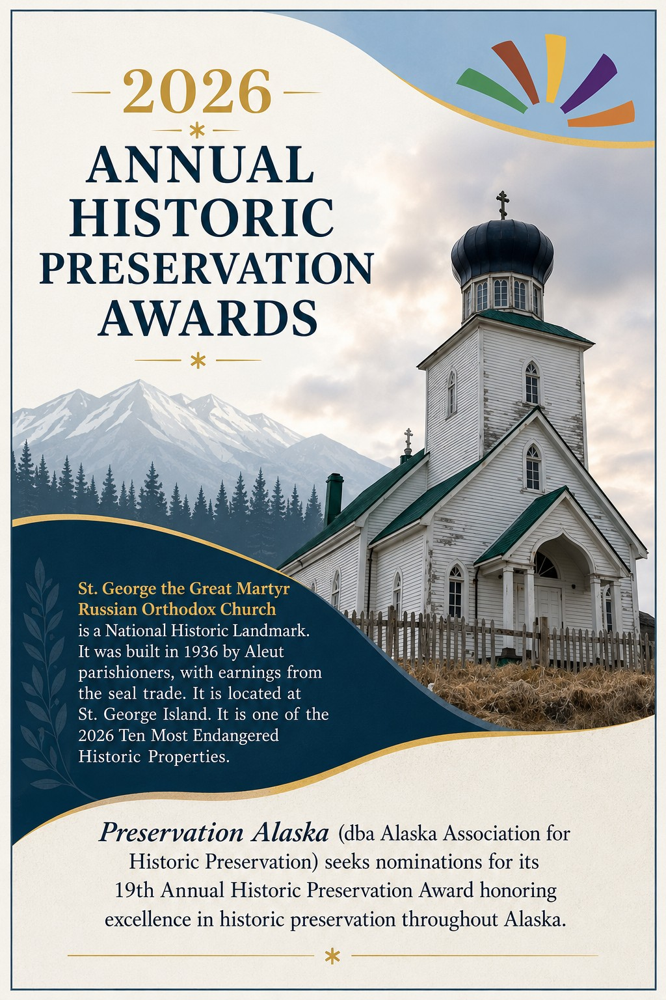 2026
ANNUAL
HISTORIC
PRESERVATION
AWARDS
St. George the Great Martyr
Russian Orthodox Church
is a National Historic Landmark.
It was built in 1936 by Aleut
parishioners, with earnings from
the seal trade. It is located at
St. George Island. It is one of the
2026 Ten Most Endangered
Historic Properties.
Preservation Alaska (dba Alaska Association for
Historic Preservation) seeks nominations for its
19th Annual Historic Preservation Award honoring
excellence in historic preservation throughout Alaska.